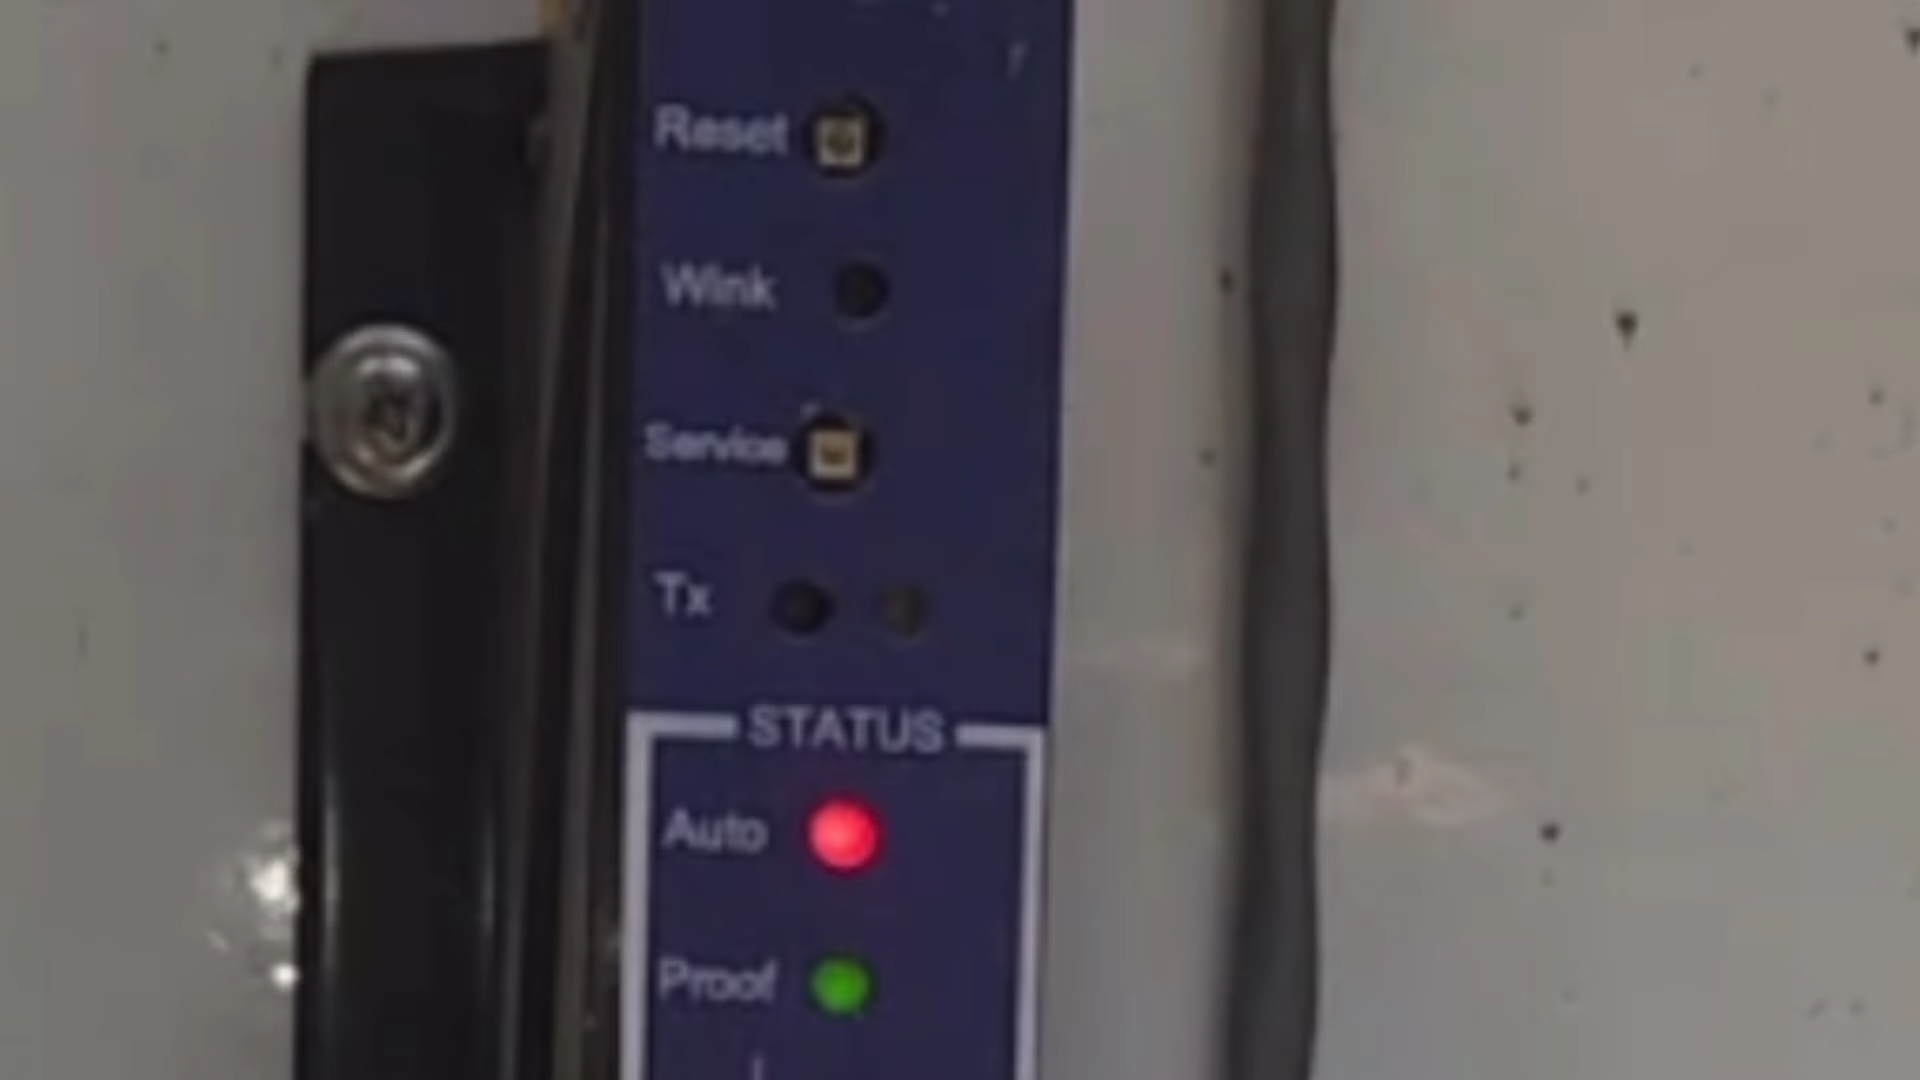 Reset
Wink
Service
Tx
STATUS
Auto
Proof